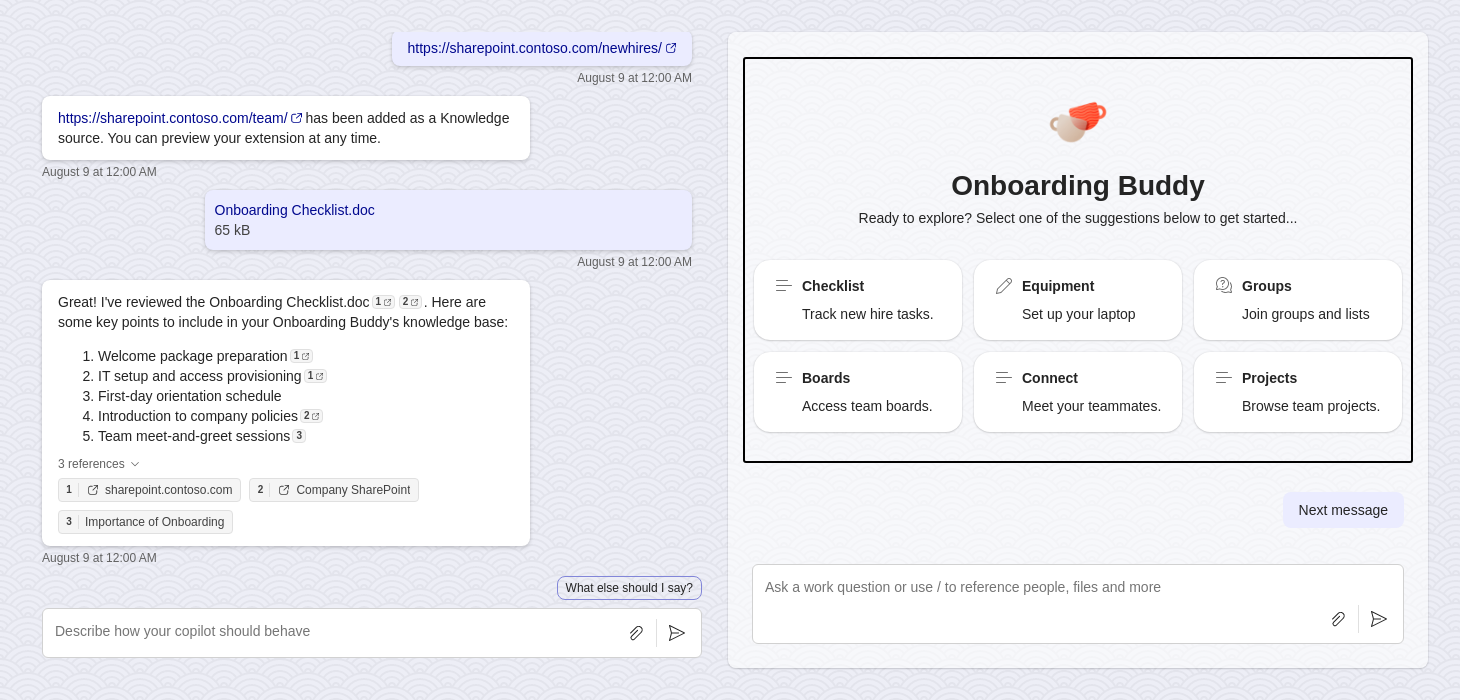 https://sharepoint.contoso.com/newhires/
August 9 at 12:00 AM
https://sharepoint.contoso.com/team/ has been added as a Knowledge
source. You can preview your extension at any time.
August 9 at 12:00 AM
Onboarding Checklist.doc
65 kB
August 9 at 12:00 AM
Great! I've reviewed the Onboarding Checklist.doc 1 2 . Here are
some key points to include in your Onboarding Buddy's knowledge base:
1. Welcome package preparation 1
2. IT setup and access provisioning 1
3. First-day orientation schedule
4. Introduction to company policies 2
5. Team meet-and-greet sessions 3
3 references
1 sharepoint.contoso.com 2 Company SharePoint
3 Importance of Onboarding
August 9 at 12:00 AM
What else should I say?
Describe how your copilot should behave
Onboarding Buddy
Ready to explore? Select one of the suggestions below to get started...
Checklist
Track new hire tasks.
Equipment
Set up your laptop
Groups
Join groups and lists
Boards
Access team boards.
Connect
Meet your teammates.
Projects
Browse team projects.
Next message
Ask a work question or use / to reference people, files and more